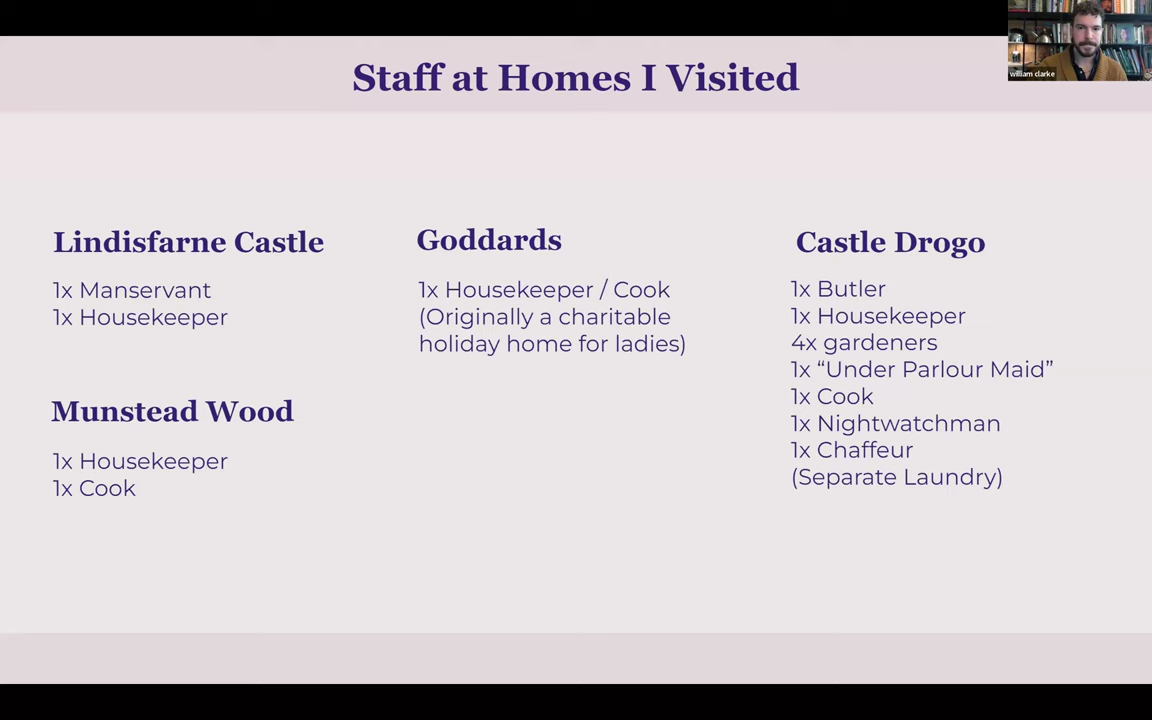 Staff at Homes I Visited
william clarke
Lindisfarne Castle
1x Manservant
1x Housekeeper
Munstead Wood
1x Housekeeper
1x Cook
Goddards
1x Housekeeper / Cook
(Originally a charitable
holiday home for ladies)
Castle Drogo
1x Butler
1x Housekeeper
4x gardeners
1x “Under Parlour Maid”
1x Cook
1x Nightwatchman
1x Chaffeur
(Separate Laundry)